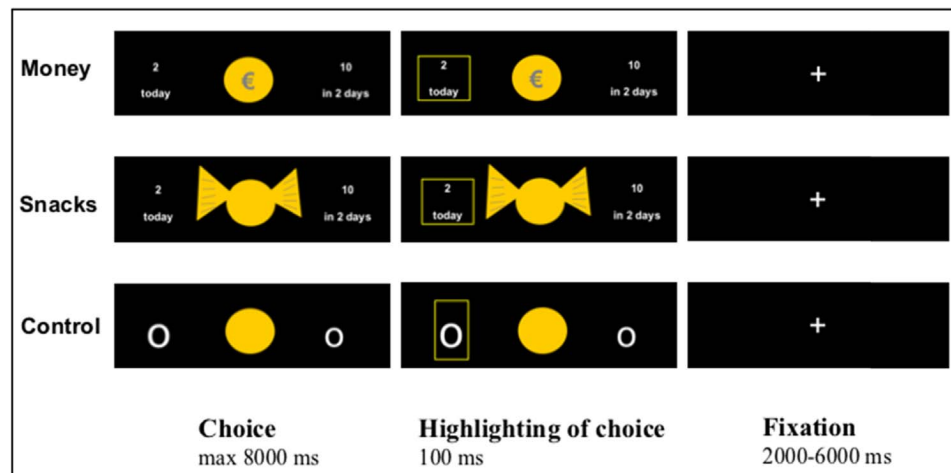 Money
2
today
€
10
in 2 days
2
today
€
10
in 2 days
+
Snacks
2
today
10
in 2 days
2
today
10
in 2 days
+
Control
O
O
O
O
+
Choice
max 8000 ms
Highlighting of choice
100 ms
Fixation
2000-6000 ms